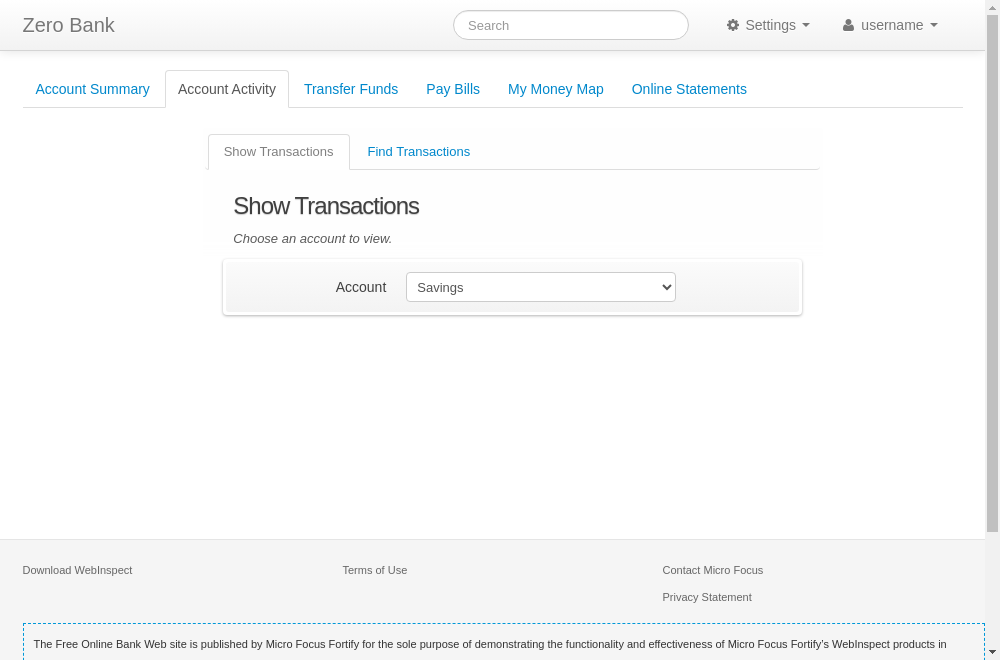 Zero Bank
Search
Settings
username
Account Summary
Account Activity
Transfer Funds
Pay Bills
My Money Map
Online Statements
Show Transactions
Find Transactions
Show Transactions
Choose an account to view.
Account
Savings
Download WebInspect
Terms of Use
Contact Micro Focus
Privacy Statement
The Free Online Bank Web site is published by Micro Focus Fortify for the sole purpose of demonstrating the functionality and effectiveness of Micro Focus Fortify's WebInspect products in